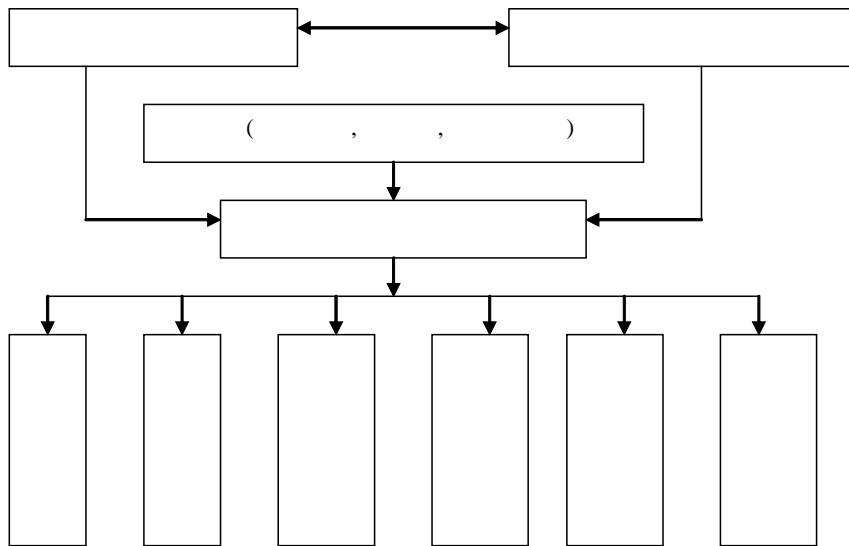 ( , , )